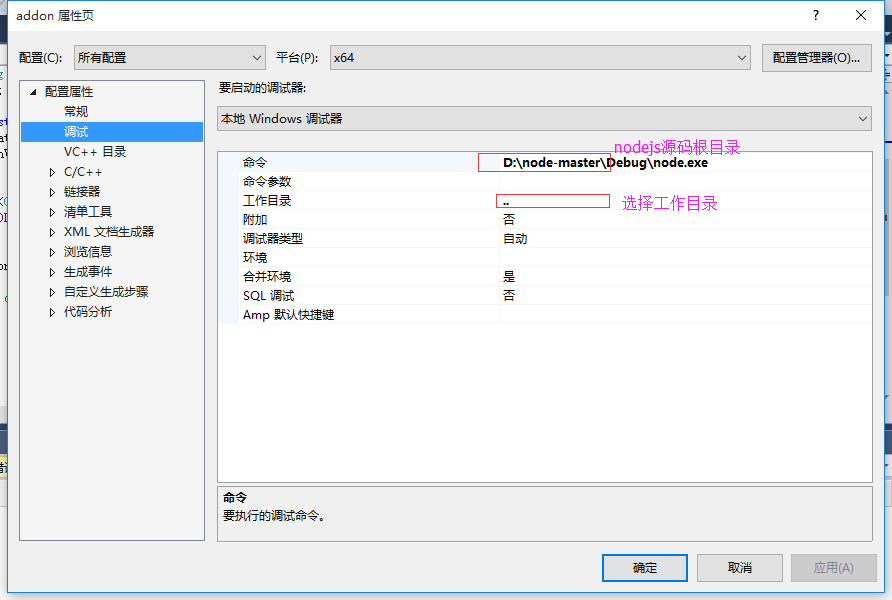 addon 属性页
?
配置(C):
所有配置
平台(P):
x64
配置管理器(O)...
配置属性
常规
调试
VC++ 目录
C/C++
链接器
清单工具
XML 文档生成器
浏览信息
生成事件
自定义生成步骤
代码分析
要启动的调试器:
本地 Windows 调试器
nodejs源码根目录
命令 D:\node-master\Debug\node.exe
命令参数
工作目录 .. 选择工作目录
附加 否
调试器类型 自动
环境
合并环境 是
SQL 调试 否
Amp 默认快捷键
命令
要执行的调试命令。
确定
取消
应用(A)